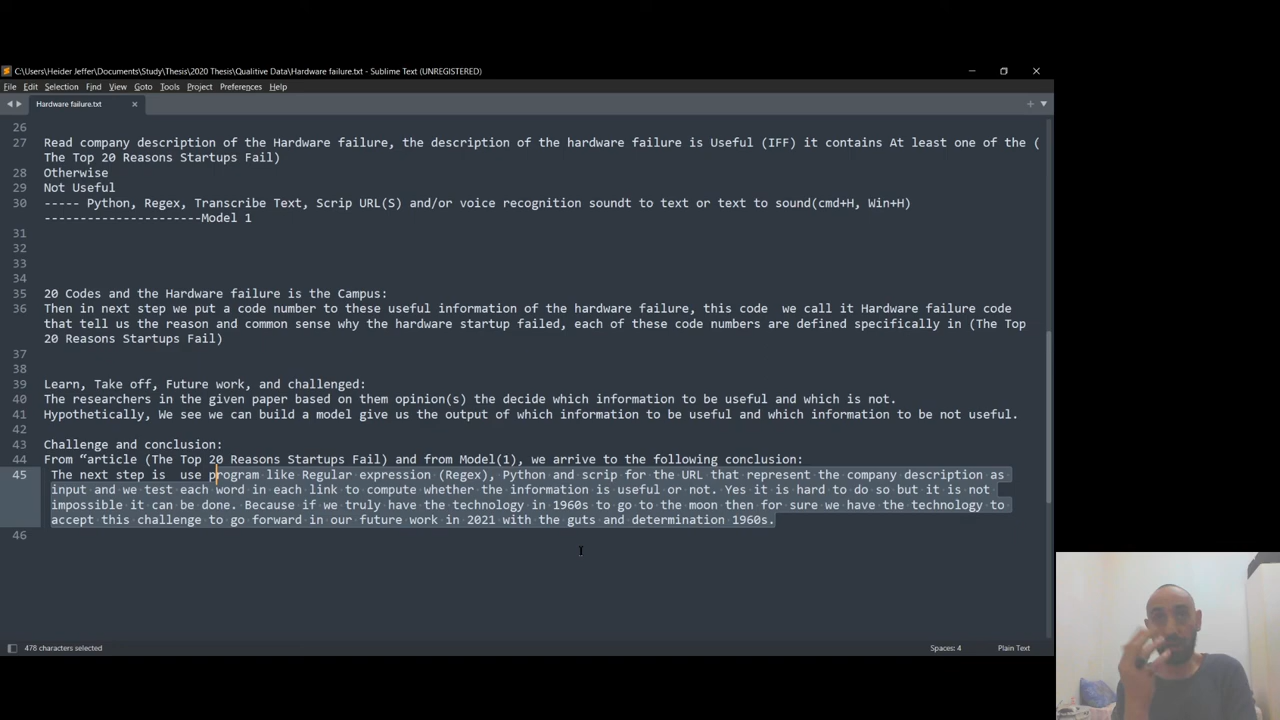 C:\Users\Heider Jeffer\Documents\Study\Thesis\2020 Thesis\Qualitive Data\Hardware failure.txt - Sublime Text (UNREGISTERED)
File Edit Selection Find View Goto Tools Project Preferences Help
Hardware failure.txt
26
27 Read company description of the Hardware failure, the description of the hardware failure is Useful (IFF) it contains At least one of the (
The Top 20 Reasons Startups Fail)
28 Otherwise
29 Not Useful
30 ----- Python, Regex, Transcribe Text, Scrip URL(S) and/or voice recognition soundt to text or text to sound(cmd+H, Win+H)
----------------------Model 1
31
32
33
34
35 20 Codes and the Hardware failure is the Campus:
36 Then in next step we put a code number to these useful information of the hardware failure, this code  we call it Hardware failure code
that tell us the reason and common sense why the hardware startup failed, each of these code numbers are defined specifically in (The Top
20 Reasons Startups Fail)
37
38
39 Learn, Take off, Future work, and challenged:
40 The researchers in the given paper based on them opinion(s) the decide which information to be useful and which is not.
41 Hypothetically, We see we can build a model give us the output of which information to be useful and which information to be not useful.
42
43 Challenge and conclusion:
44 From “article (The Top 20 Reasons Startups Fail) and from Model(1), we arrive to the following conclusion:
45 The next step is  use program like Regular expression (Regex), Python and scrip for the URL that represent the company description as
input and we test each word in each link to compute whether the information is useful or not. Yes it is hard to do so but it is not
impossible it can be done. Because if we truly have the technology in 1960s to go to the moon then for sure we have the technology to
accept this challenge to go forward in our future work in 2021 with the guts and determination 1960s.
46
478 characters selected
Spaces: 4
Plain Text